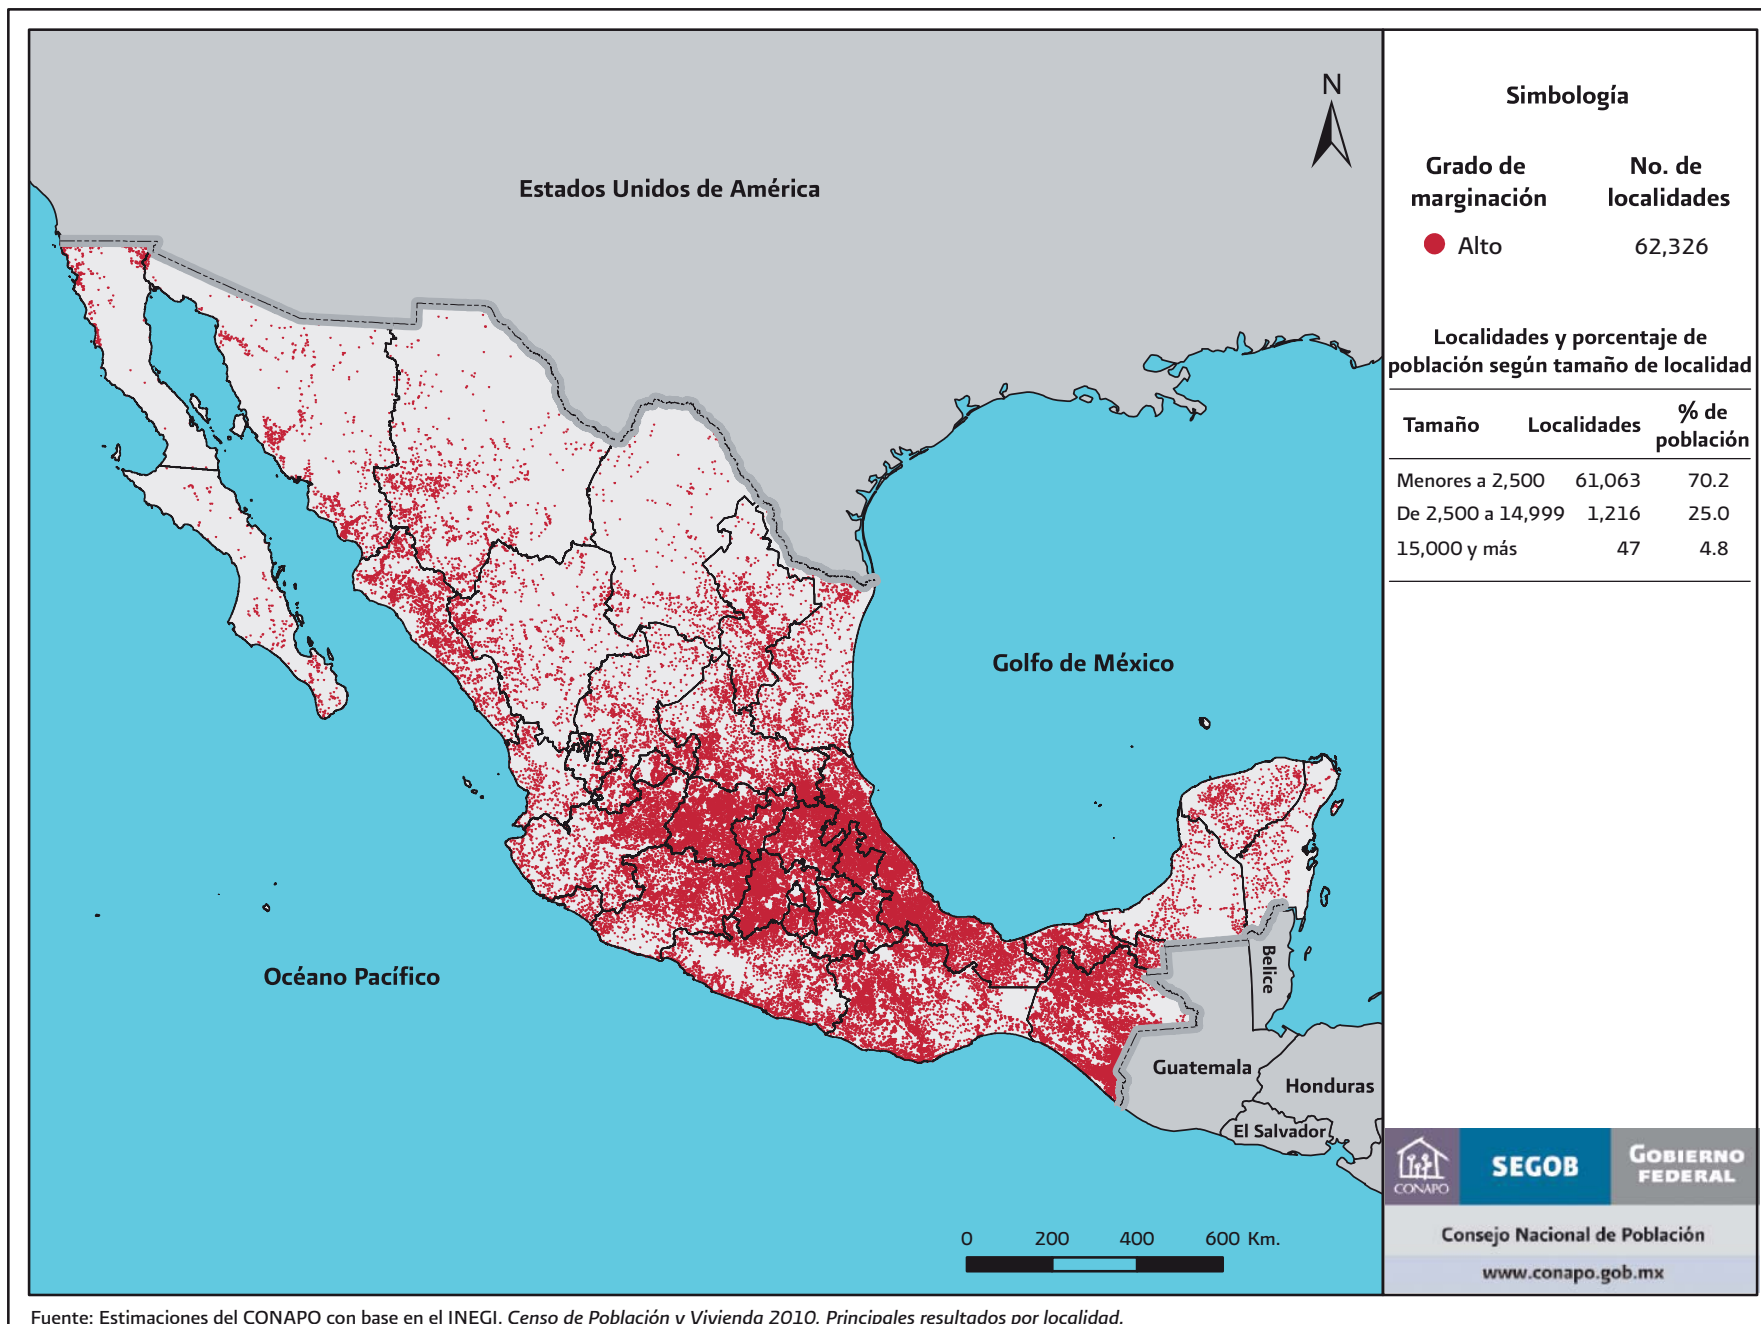 N
Estados Unidos de América
Golfo de México
Océano Pacífico
Belice
Guatemala
Honduras
El Salvador
0 200 400 600 Km.
Simbología
Grado de marginación No. de localidades
Alto 62,326
Localidades y porcentaje de
población según tamaño de localidad
Tamaño Localidades % de población
Menores a 2,500 61,063 70.2
De 2,500 a 14,999 1,216 25.0
15,000 y más 47 4.8
CONAPO
SEGOB
GOBIERNO
FEDERAL
Consejo Nacional de Población
www.conapo.gob.mx
Fuente: Estimaciones del CONAPO con base en el INEGI, Censo de Población y Vivienda 2010. Principales resultados por localidad.